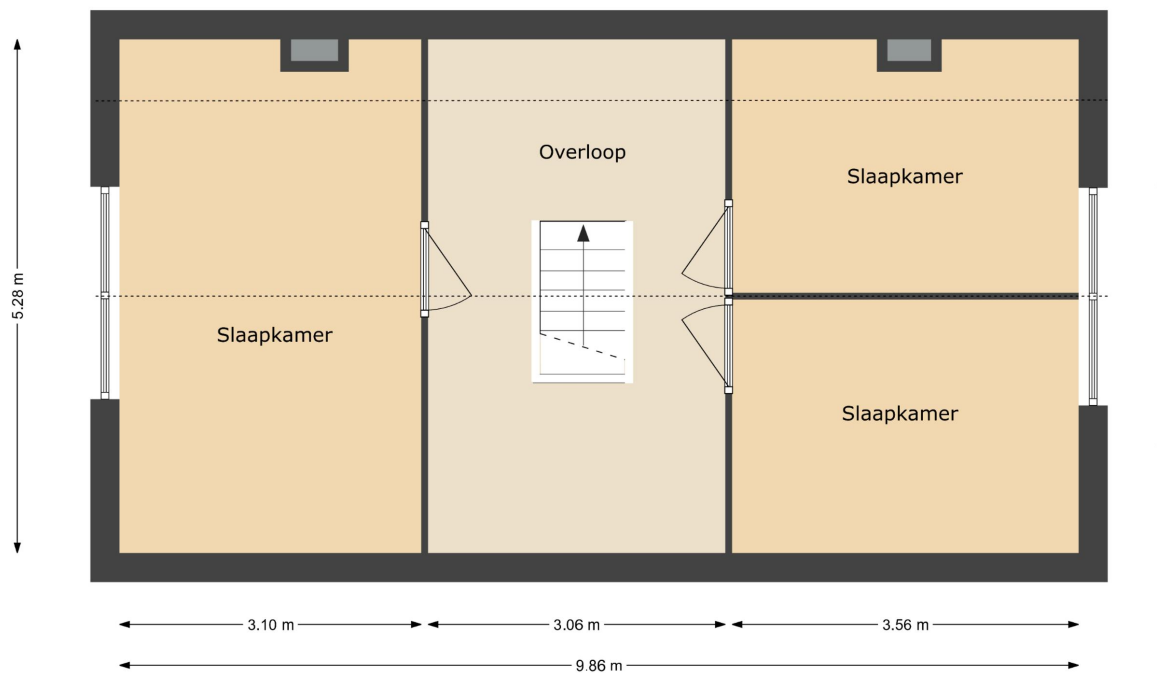 Overloop
Slaapkamer
Slaapkamer
Slaapkamer
5.28 m
3.10 m
3.06 m
3.56 m
9.86 m